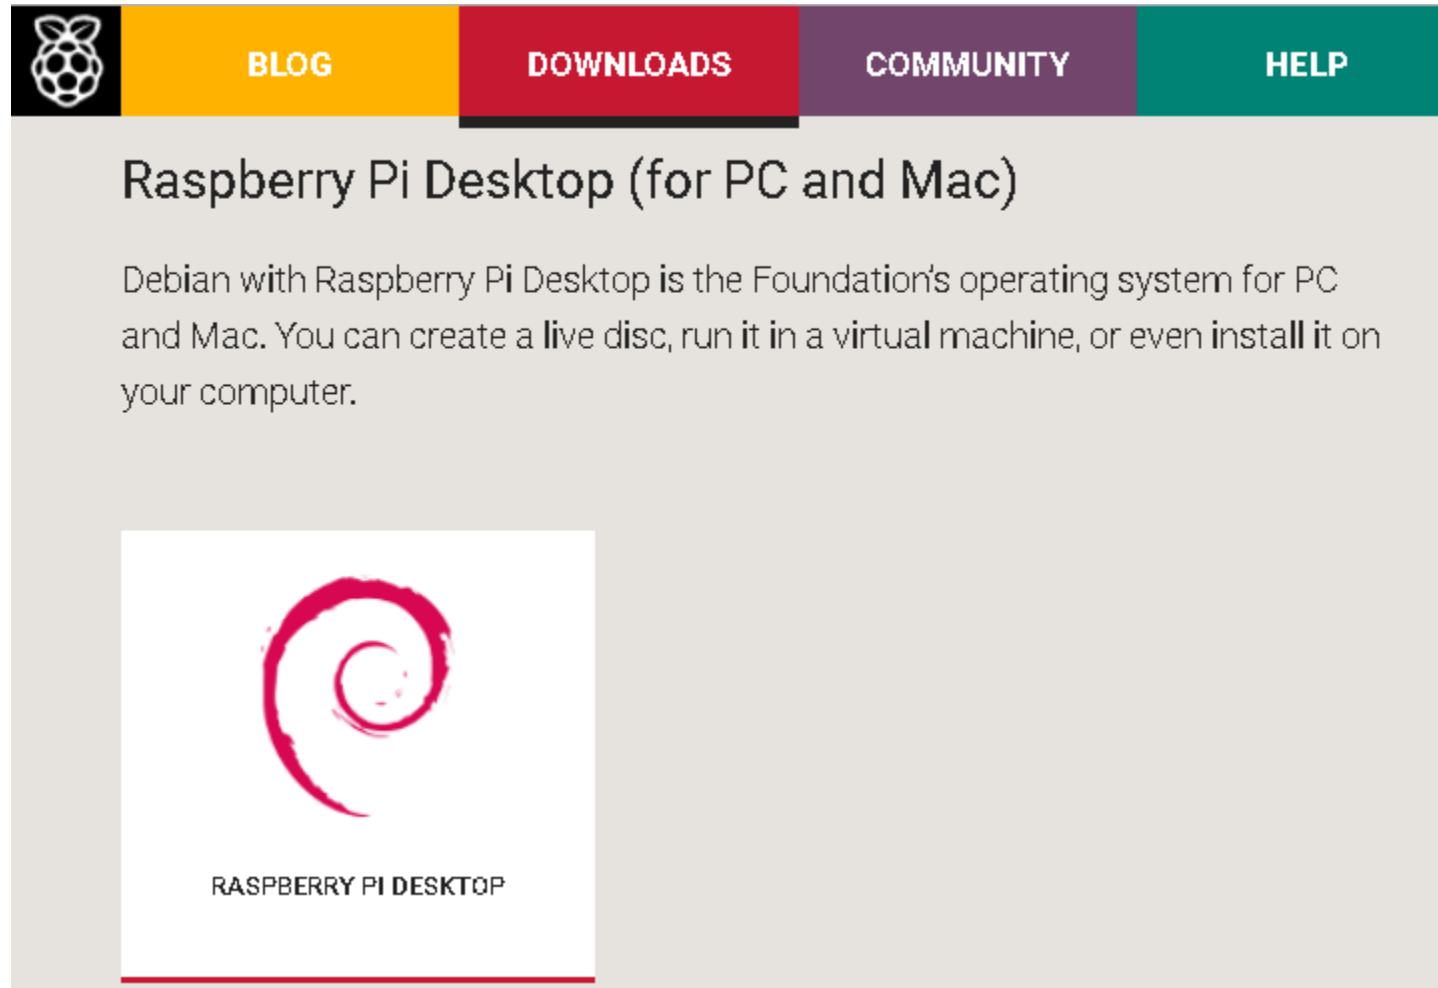 BLOG DOWNLOADS COMMUNITY HELP
Raspberry Pi Desktop (for PC and Mac)
Debian with Raspberry Pi Desktop is the Foundation's operating system for PC
and Mac. You can create a live disc, run it in a virtual machine, or even install it on
your computer.
RASPBERRY PI DESKTOP